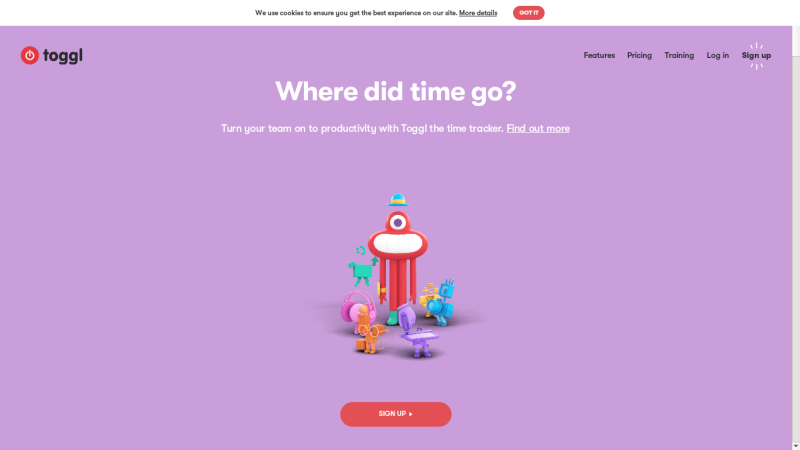 We use cookies to ensure you get the best experience on our site. More details
GOT IT
toggl
Features
Pricing
Training
Log in
Sign up
Where did time go?
Turn your team on to productivity with Toggl the time tracker. Find out more
SIGN UP